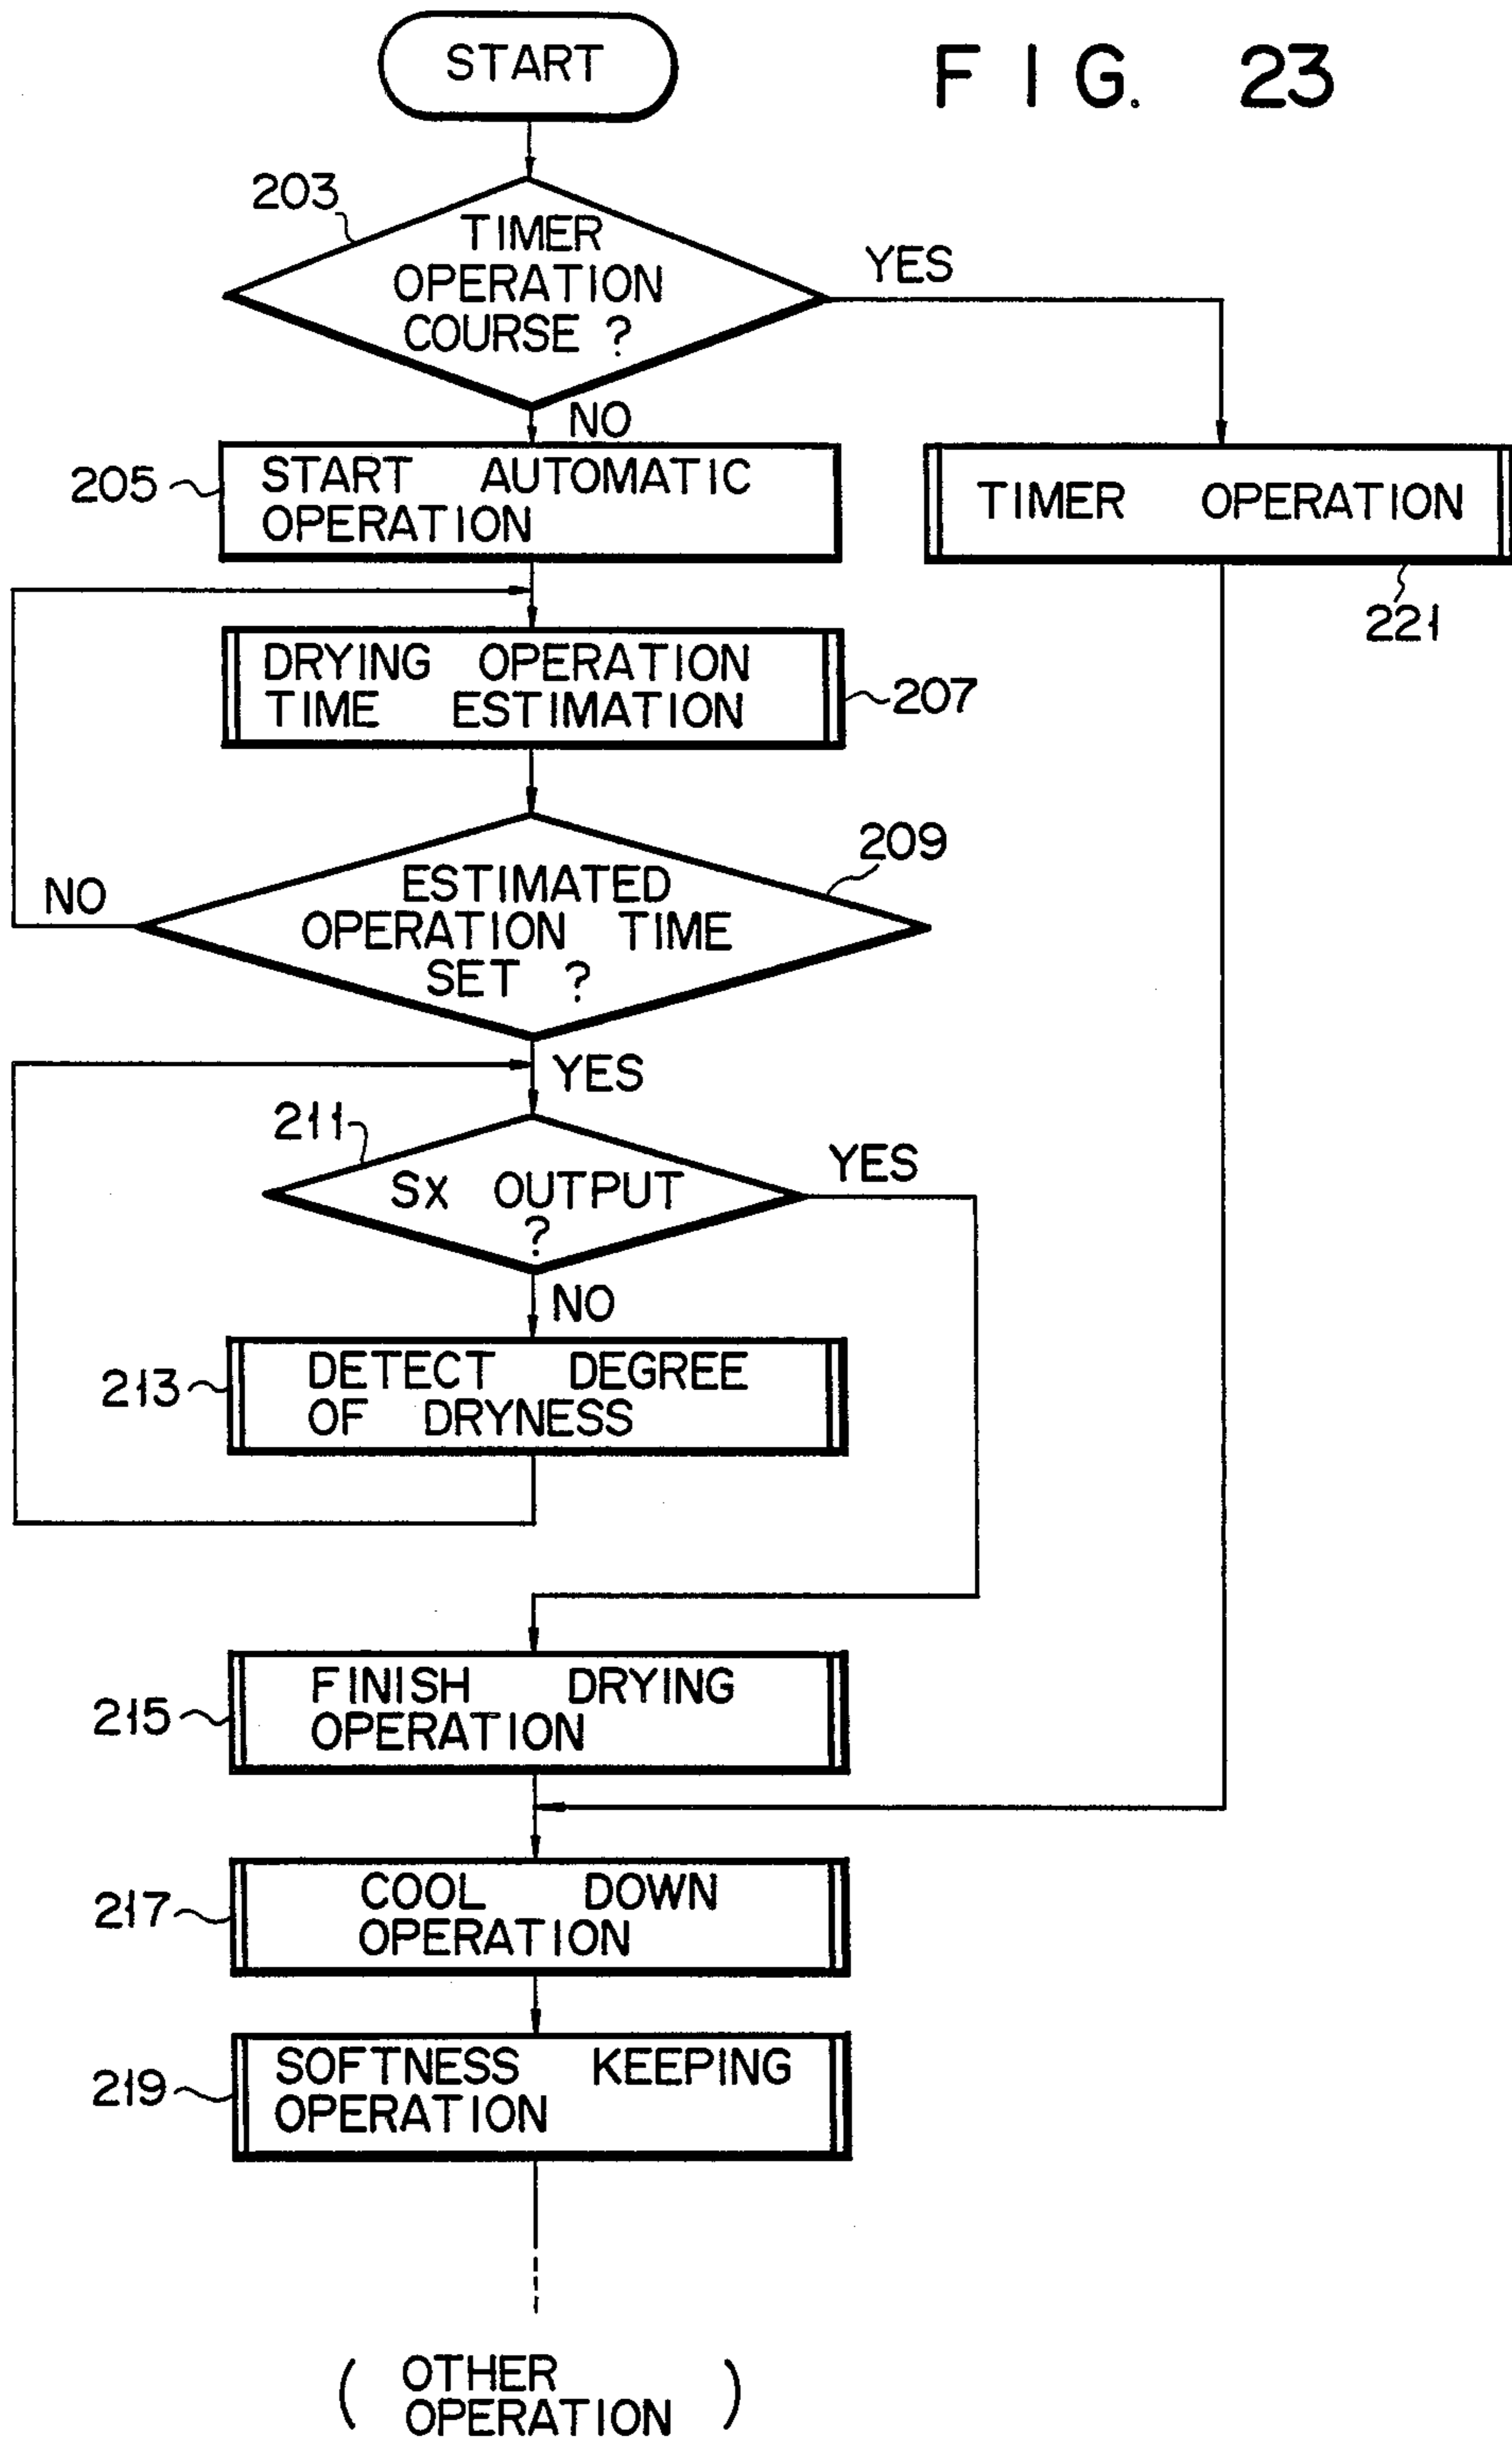 START
FIG. 23
203
TIMER
OPERATION
COURSE ?
YES
NO
205
START AUTOMATIC
OPERATION
TIMER OPERATION
221
DRYING OPERATION
TIME ESTIMATION
207
209
ESTIMATED
OPERATION TIME
SET ?
NO
YES
211
SX OUTPUT
?
YES
NO
213
DETECT DEGREE
OF DRYNESS
215
FINISH DRYING
OPERATION
217
COOL DOWN
OPERATION
219
SOFTNESS KEEPING
OPERATION
( OTHER
OPERATION )